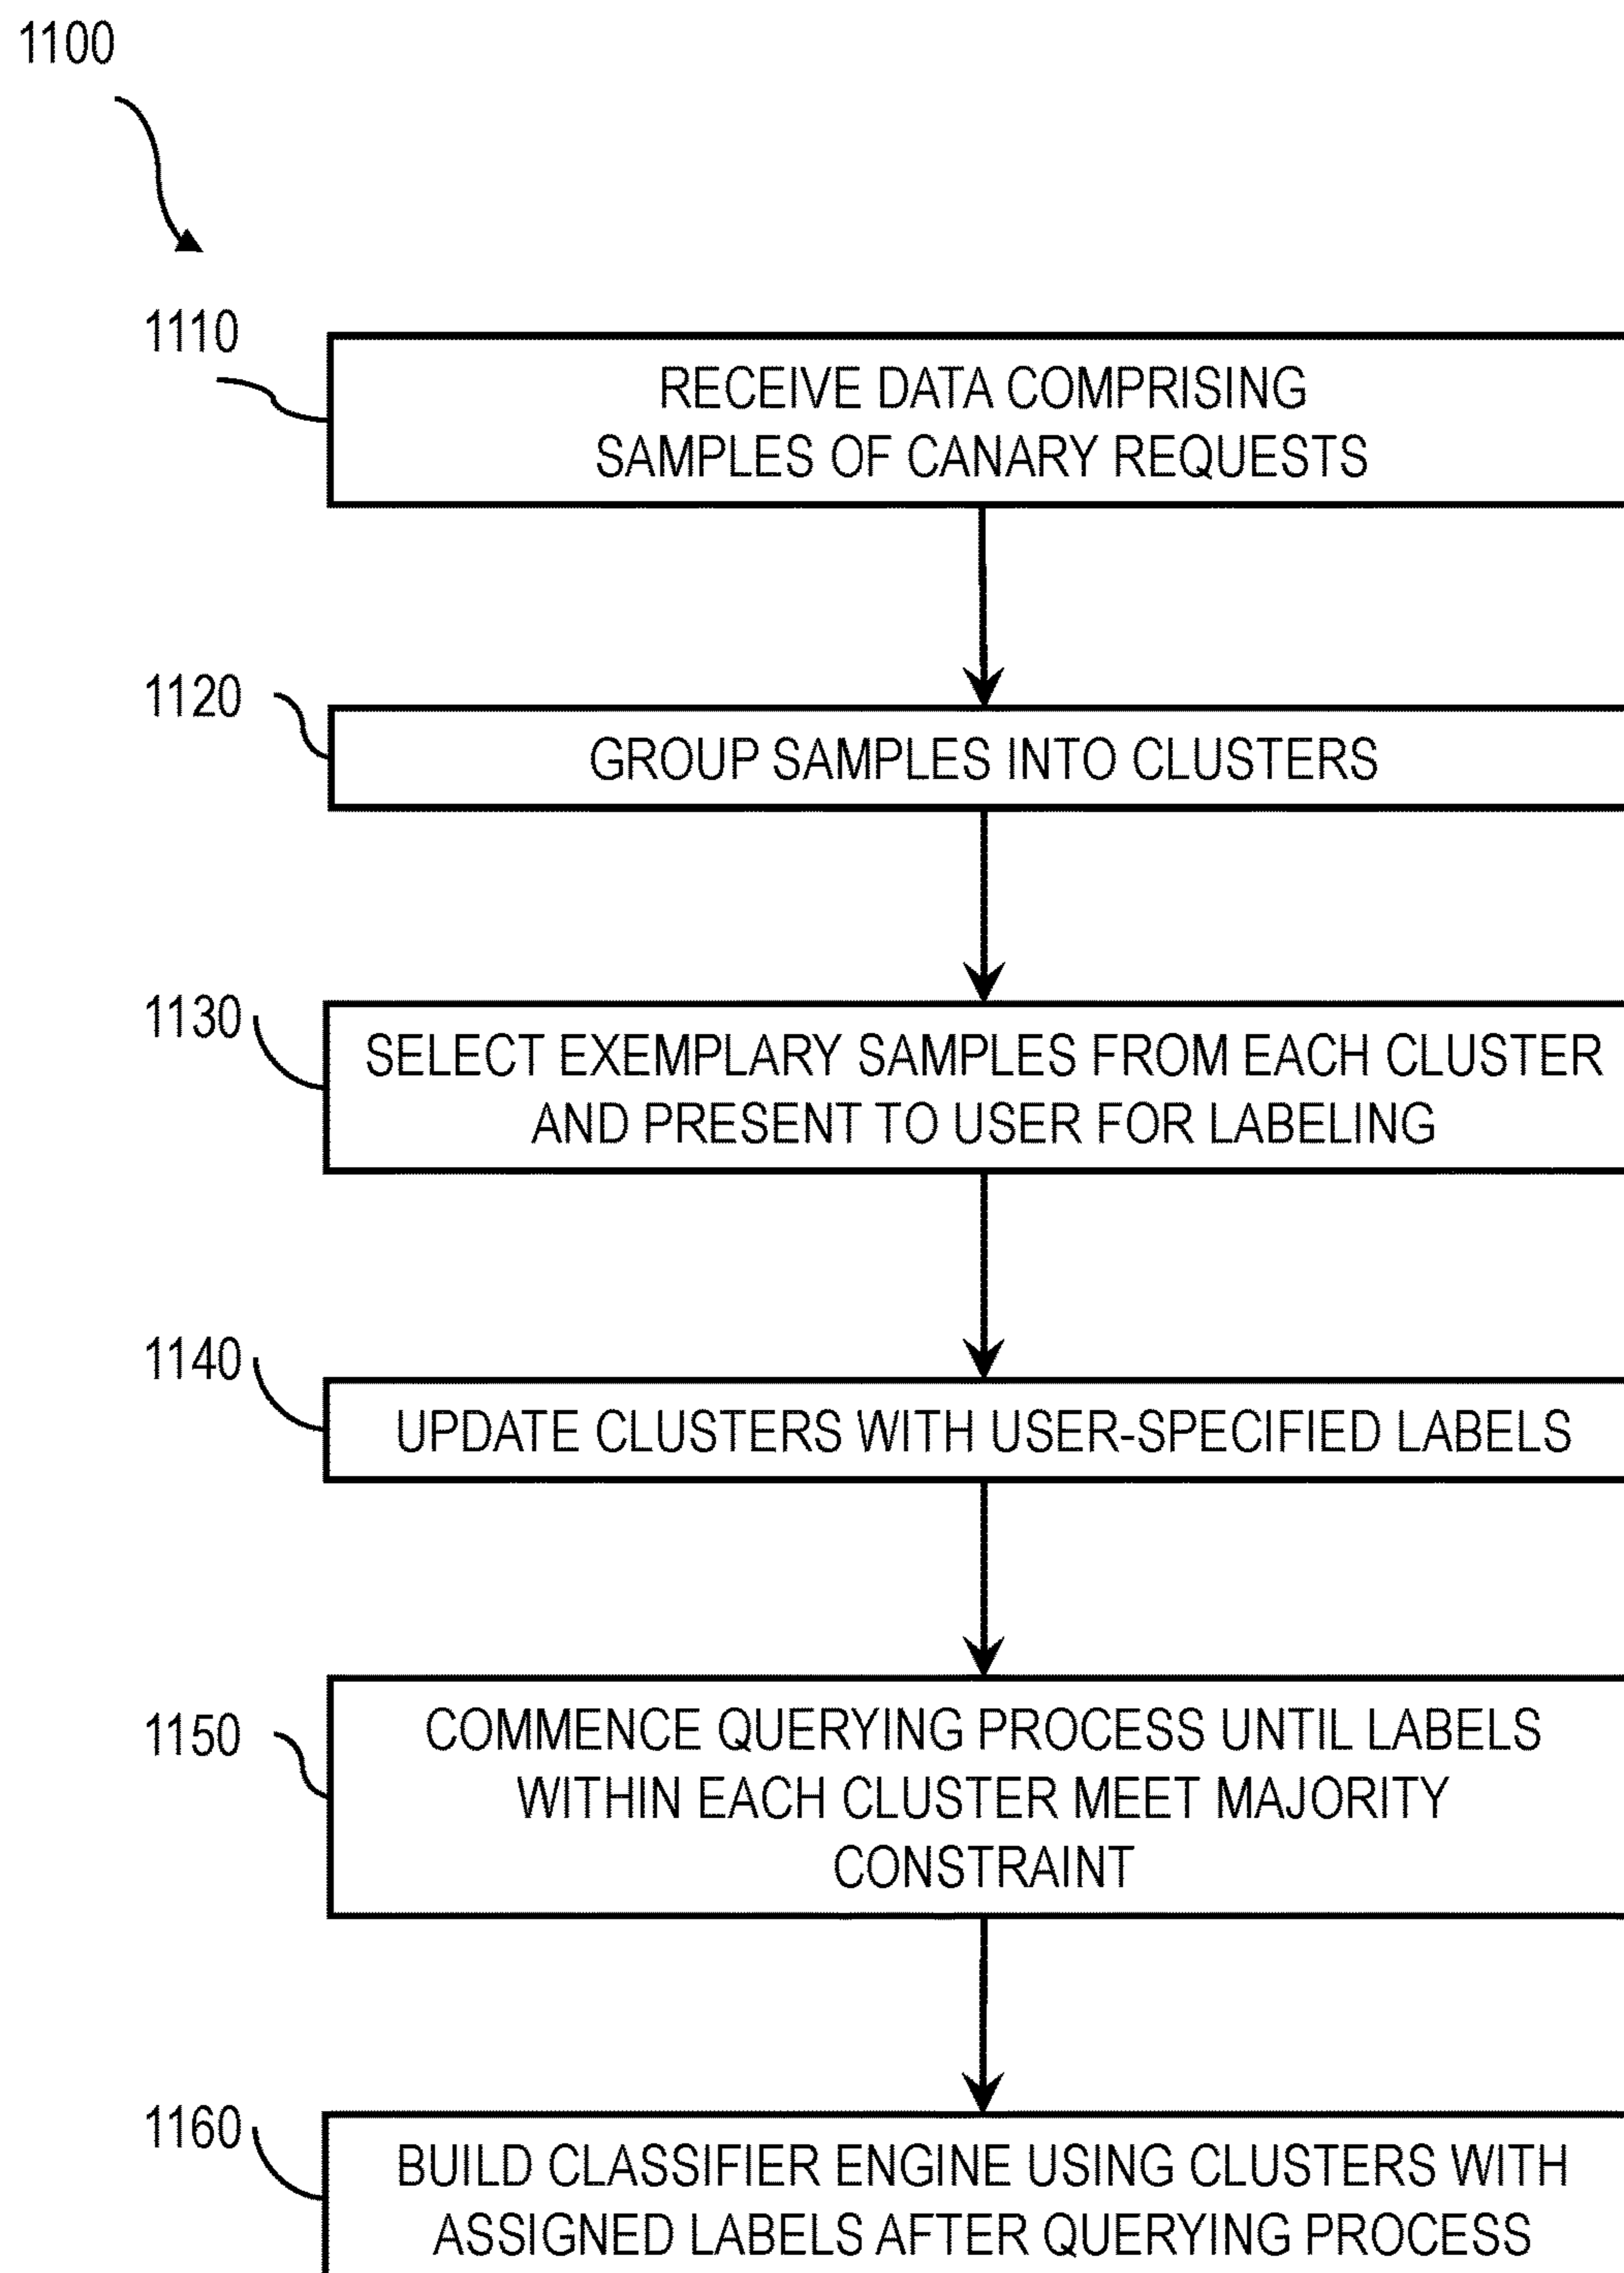 1100
1110
RECEIVE DATA COMPRISING
SAMPLES OF CANARY REQUESTS
1120
GROUP SAMPLES INTO CLUSTERS
1130
SELECT EXEMPLARY SAMPLES FROM EACH CLUSTER
AND PRESENT TO USER FOR LABELING
1140
UPDATE CLUSTERS WITH USER-SPECIFIED LABELS
1150
COMMENCE QUERYING PROCESS UNTIL LABELS
WITHIN EACH CLUSTER MEET MAJORITY
CONSTRAINT
1160
BUILD CLASSIFIER ENGINE USING CLUSTERS WITH
ASSIGNED LABELS AFTER QUERYING PROCESS